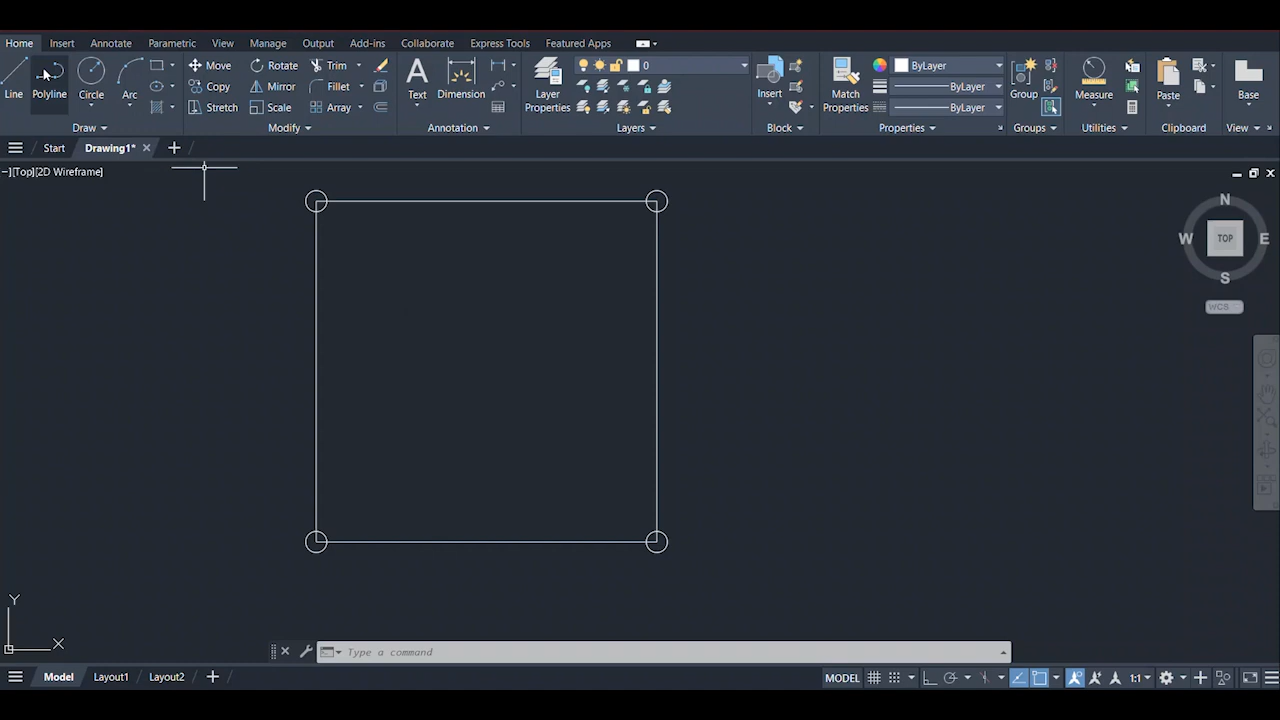 Home Insert Annotate Parametric View Manage Output Add-ins Collaborate Express Tools Featured Apps
Line Polyline Circle Arc
Move Rotate Trim
Copy Mirror Fillet
Stretch Scale Array
Text Dimension
Layer Properties
0
Insert
Match Properties
ByLayer
ByLayer
ByLayer
Group
Measure
Paste
Base
Draw Modify Annotation Layers Block Properties Groups Utilities Clipboard View
Start Drawing1*
−][Top][2D Wireframe]
N
W TOP E
S
WCS
Y
X
Type a command
Model Layout1 Layout2
MODEL 1:1